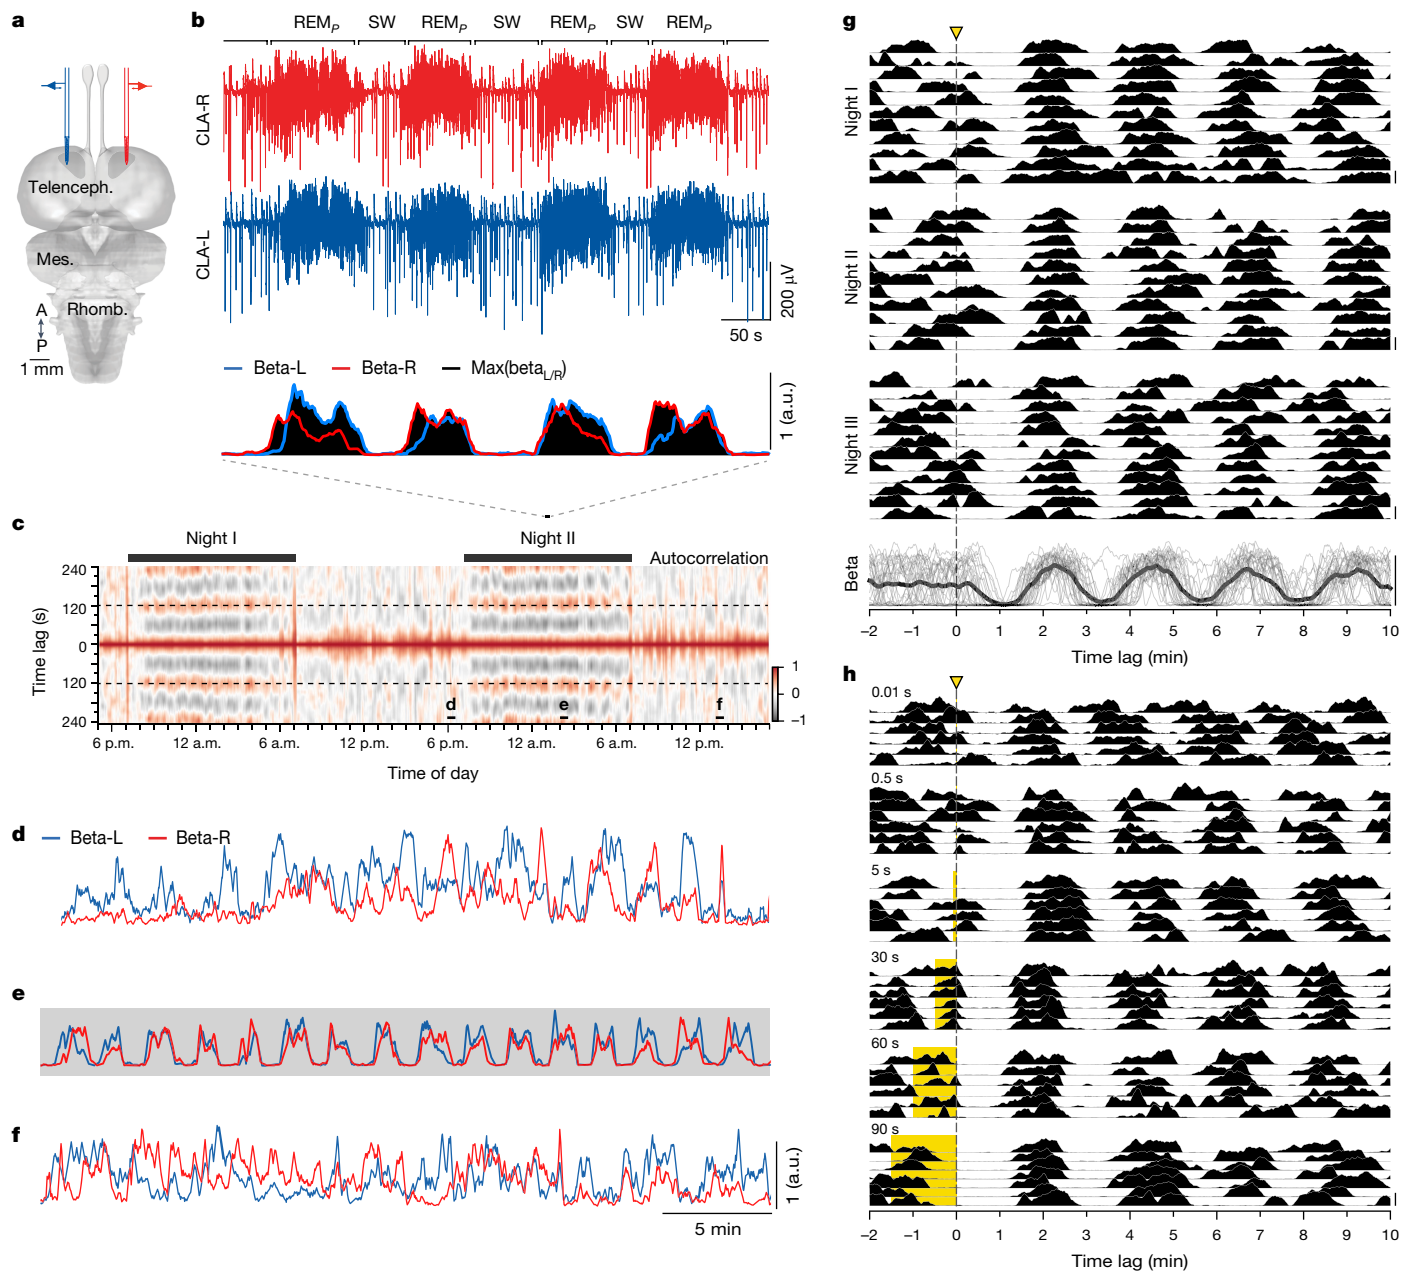 a
Telenceph.
Mes.
Rhomb.
A
P
1 mm
b
REMP SW REMP SW REMP SW REMP
CLA-R
CLA-L
200 μV
50 s
Beta-L Beta-R Max(betaL/R)
1 (a.u.)
c
Night I Night II Autocorrelation
240
120
0
120
240
Time lag (s)
d e f
1
0
−1
6 p.m. 12 a.m. 6 a.m. 12 p.m. 6 p.m. 12 a.m. 6 a.m. 12 p.m.
Time of day
d
Beta-L Beta-R
e
f
1 (a.u.)
5 min
g
Night I
Night II
Night III
Beta
−2 −1 0 1 2 3 4 5 6 7 8 9 10
Time lag (min)
h
0.01 s
0.5 s
5 s
30 s
60 s
90 s
−2 −1 0 1 2 3 4 5 6 7 8 9 10
Time lag (min)